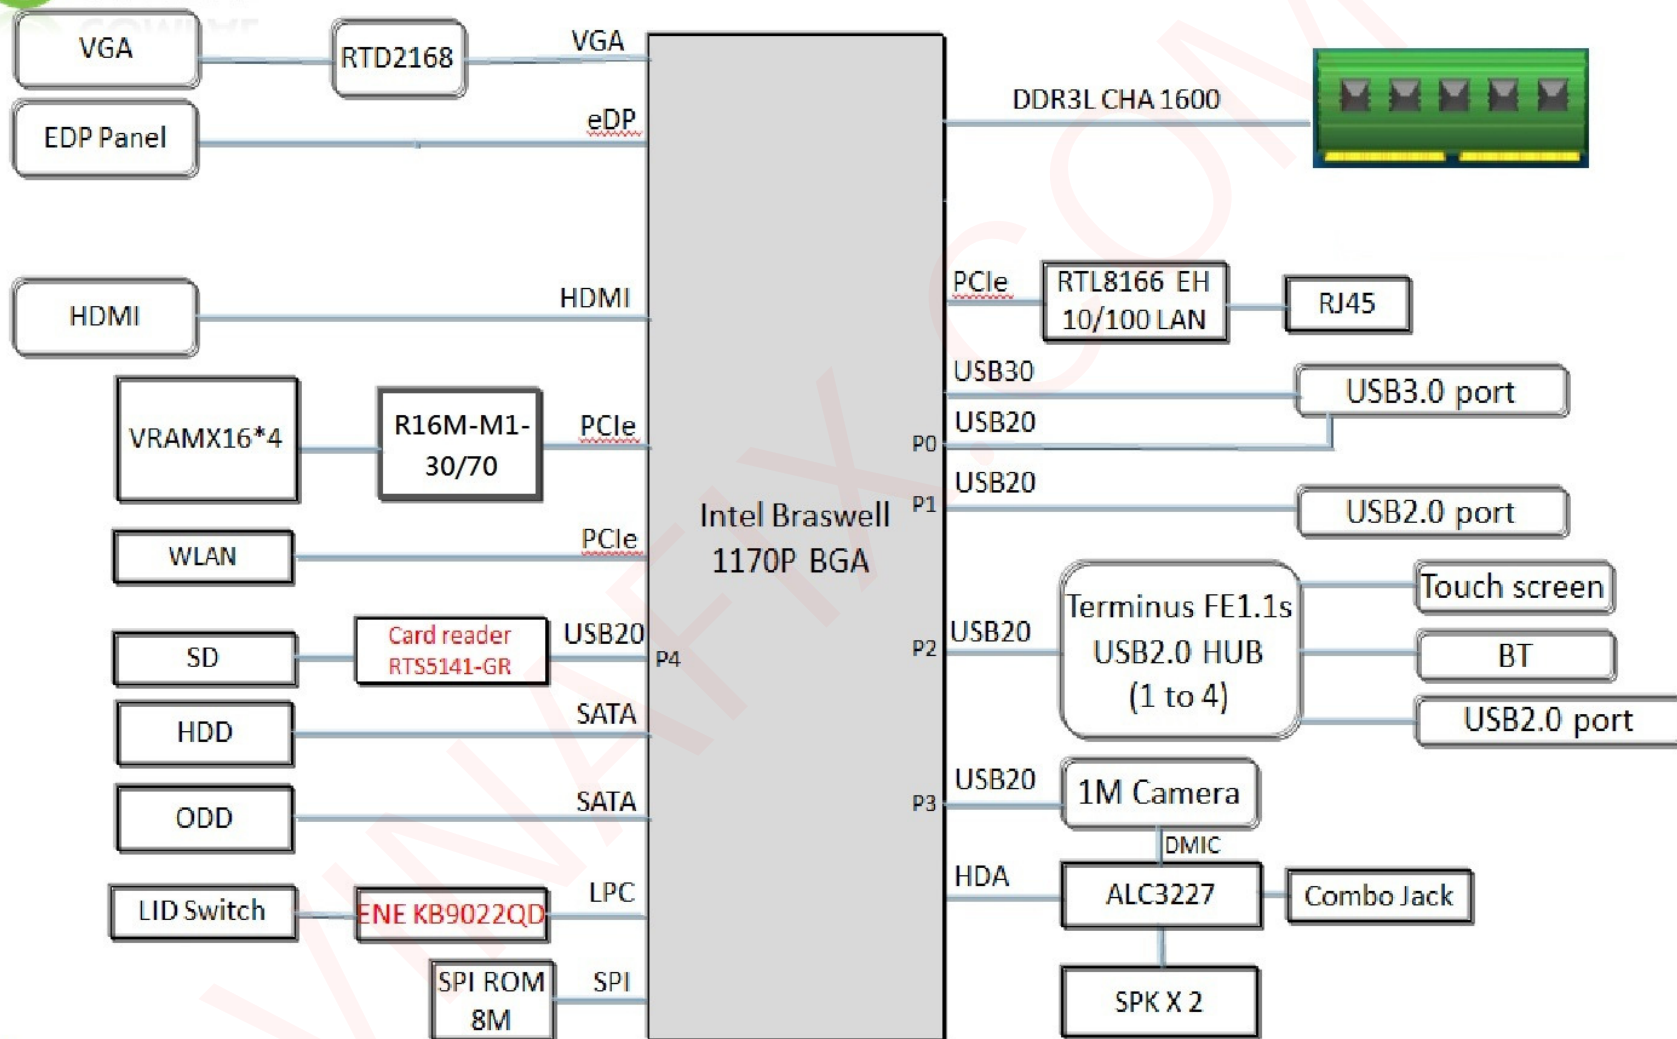 VGA
RTD2168
VGA
EDP Panel
eDP
HDMI
HDMI
VRAMX16*4
R16M-M1-
30/70
PCIe
WLAN
PCIe
SD
Card reader
RTS5141-GR
USB20
P4
HDD
SATA
ODD
SATA
LID Switch
ENE KB9022QD
LPC
SPI ROM
8M
SPI
Intel Braswell
1170P BGA
DDR3L CHA 1600
PCIe
RTL8166 EH
10/100 LAN
RJ45
USB30
USB3.0 port
P0
USB20
P1
USB20
USB2.0 port
P2
USB20
Terminus FE1.1s
USB2.0 HUB
(1 to 4)
Touch screen
BT
USB2.0 port
P3
USB20
1M Camera
DMIC
HDA
ALC3227
Combo Jack
SPK X 2
VINAFIX.COM